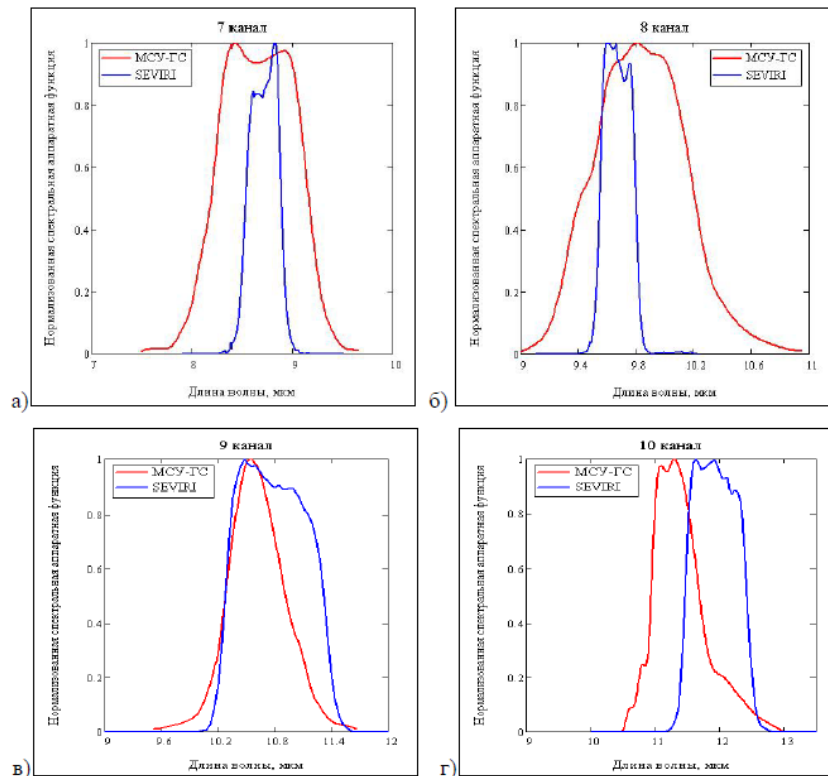 7 канал
Нормализованная спектральная аппаратная функция
1
0.8
0.6
0.4
0.2
0
МСУ-ГС
SEVIRI
7
8
9
10
Длина волны, мкм
а)
8 канал
Нормализованная спектральная аппаратная функция
1
0.8
0.6
0.4
0.2
0
МСУ-ГС
SEVIRI
9
9.4
9.8
10.2
10.6
11
Длина волны, мкм
б)
9 канал
Нормализованная спектральная аппаратная функция
1
0.8
0.6
0.4
0.2
0
МСУ-ГС
SEVIRI
9
9.6
10.2
10.8
11.4
12
Длина волны, мкм
в)
10 канал
Нормализованная спектральная аппаратная функция
1
0.8
0.6
0.4
0.2
0
МСУ-ГС
SEVIRI
9
10
11
12
13
Длина волны, мкм
г)